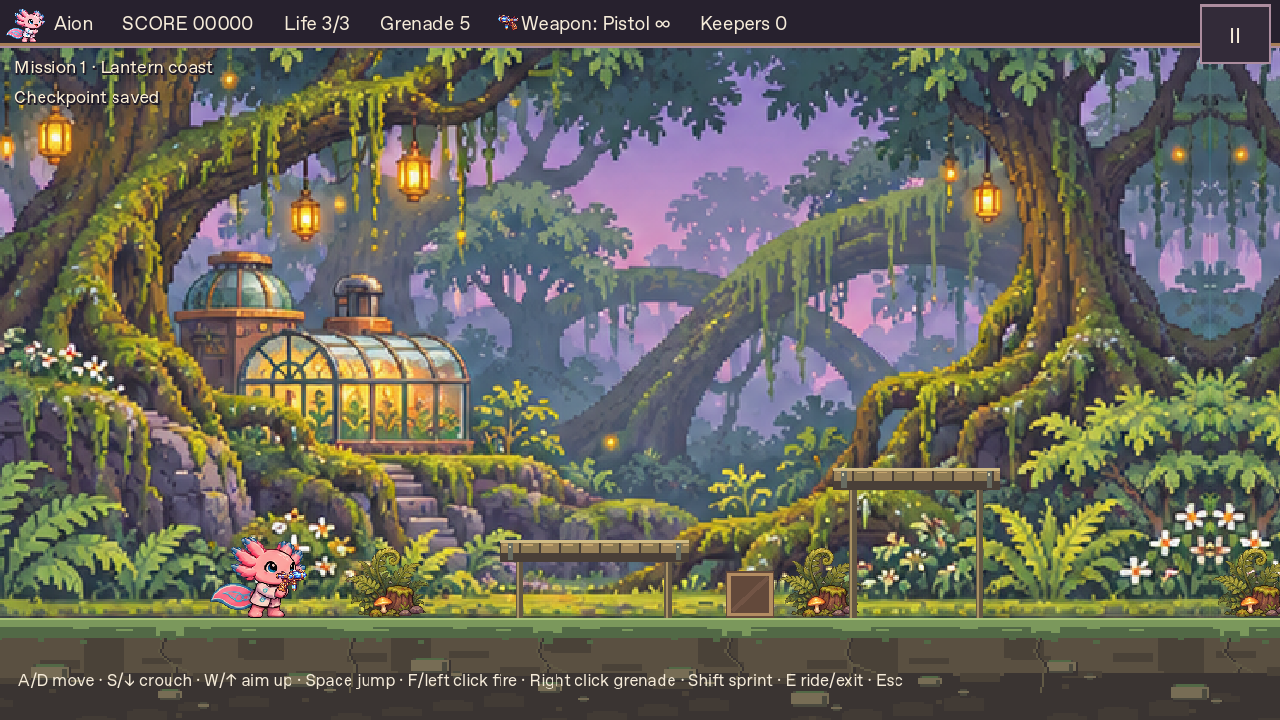 Aion SCORE 00000 Life 3/3 Grenade 5 Weapon: Pistol ∞ Keepers 0 II
Mission 1 · Lantern coast
Checkpoint saved
A/D move · S/↓ crouch · W/↑ aim up · Space jump · F/left click fire · Right click grenade · Shift sprint · E ride/exit · Esc